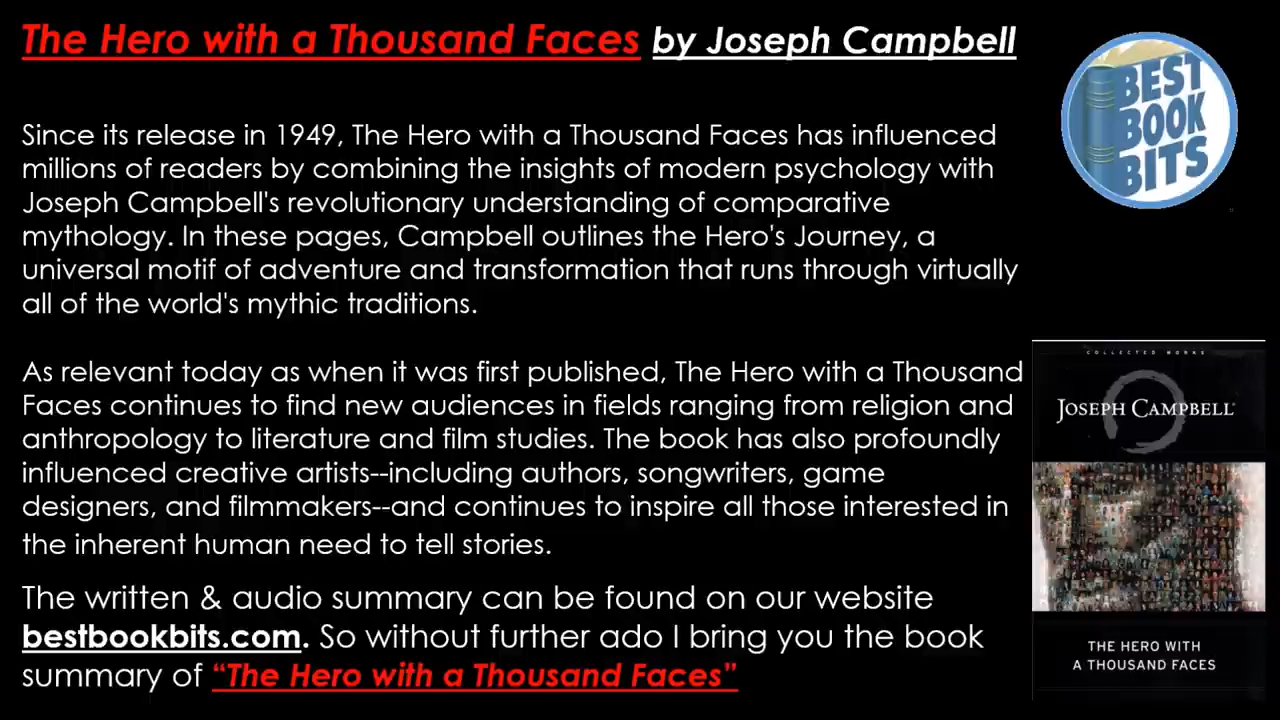 The Hero with a Thousand Faces by Joseph Campbell
BEST
BOOK
BITS
Since its release in 1949, The Hero with a Thousand Faces has influenced
millions of readers by combining the insights of modern psychology with
Joseph Campbell's revolutionary understanding of comparative
mythology. In these pages, Campbell outlines the Hero's Journey, a
universal motif of adventure and transformation that runs through virtually
all of the world's mythic traditions.
As relevant today as when it was first published, The Hero with a Thousand
Faces continues to find new audiences in fields ranging from religion and
anthropology to literature and film studies. The book has also profoundly
influenced creative artists--including authors, songwriters, game
designers, and filmmakers--and continues to inspire all those interested in
the inherent human need to tell stories.
The written & audio summary can be found on our website
bestbookbits.com. So without further ado I bring you the book
summary of “The Hero with a Thousand Faces”
COLLECTED WORKS
JOSEPH CAMPBELL
THE HERO WITH
A THOUSAND FACES